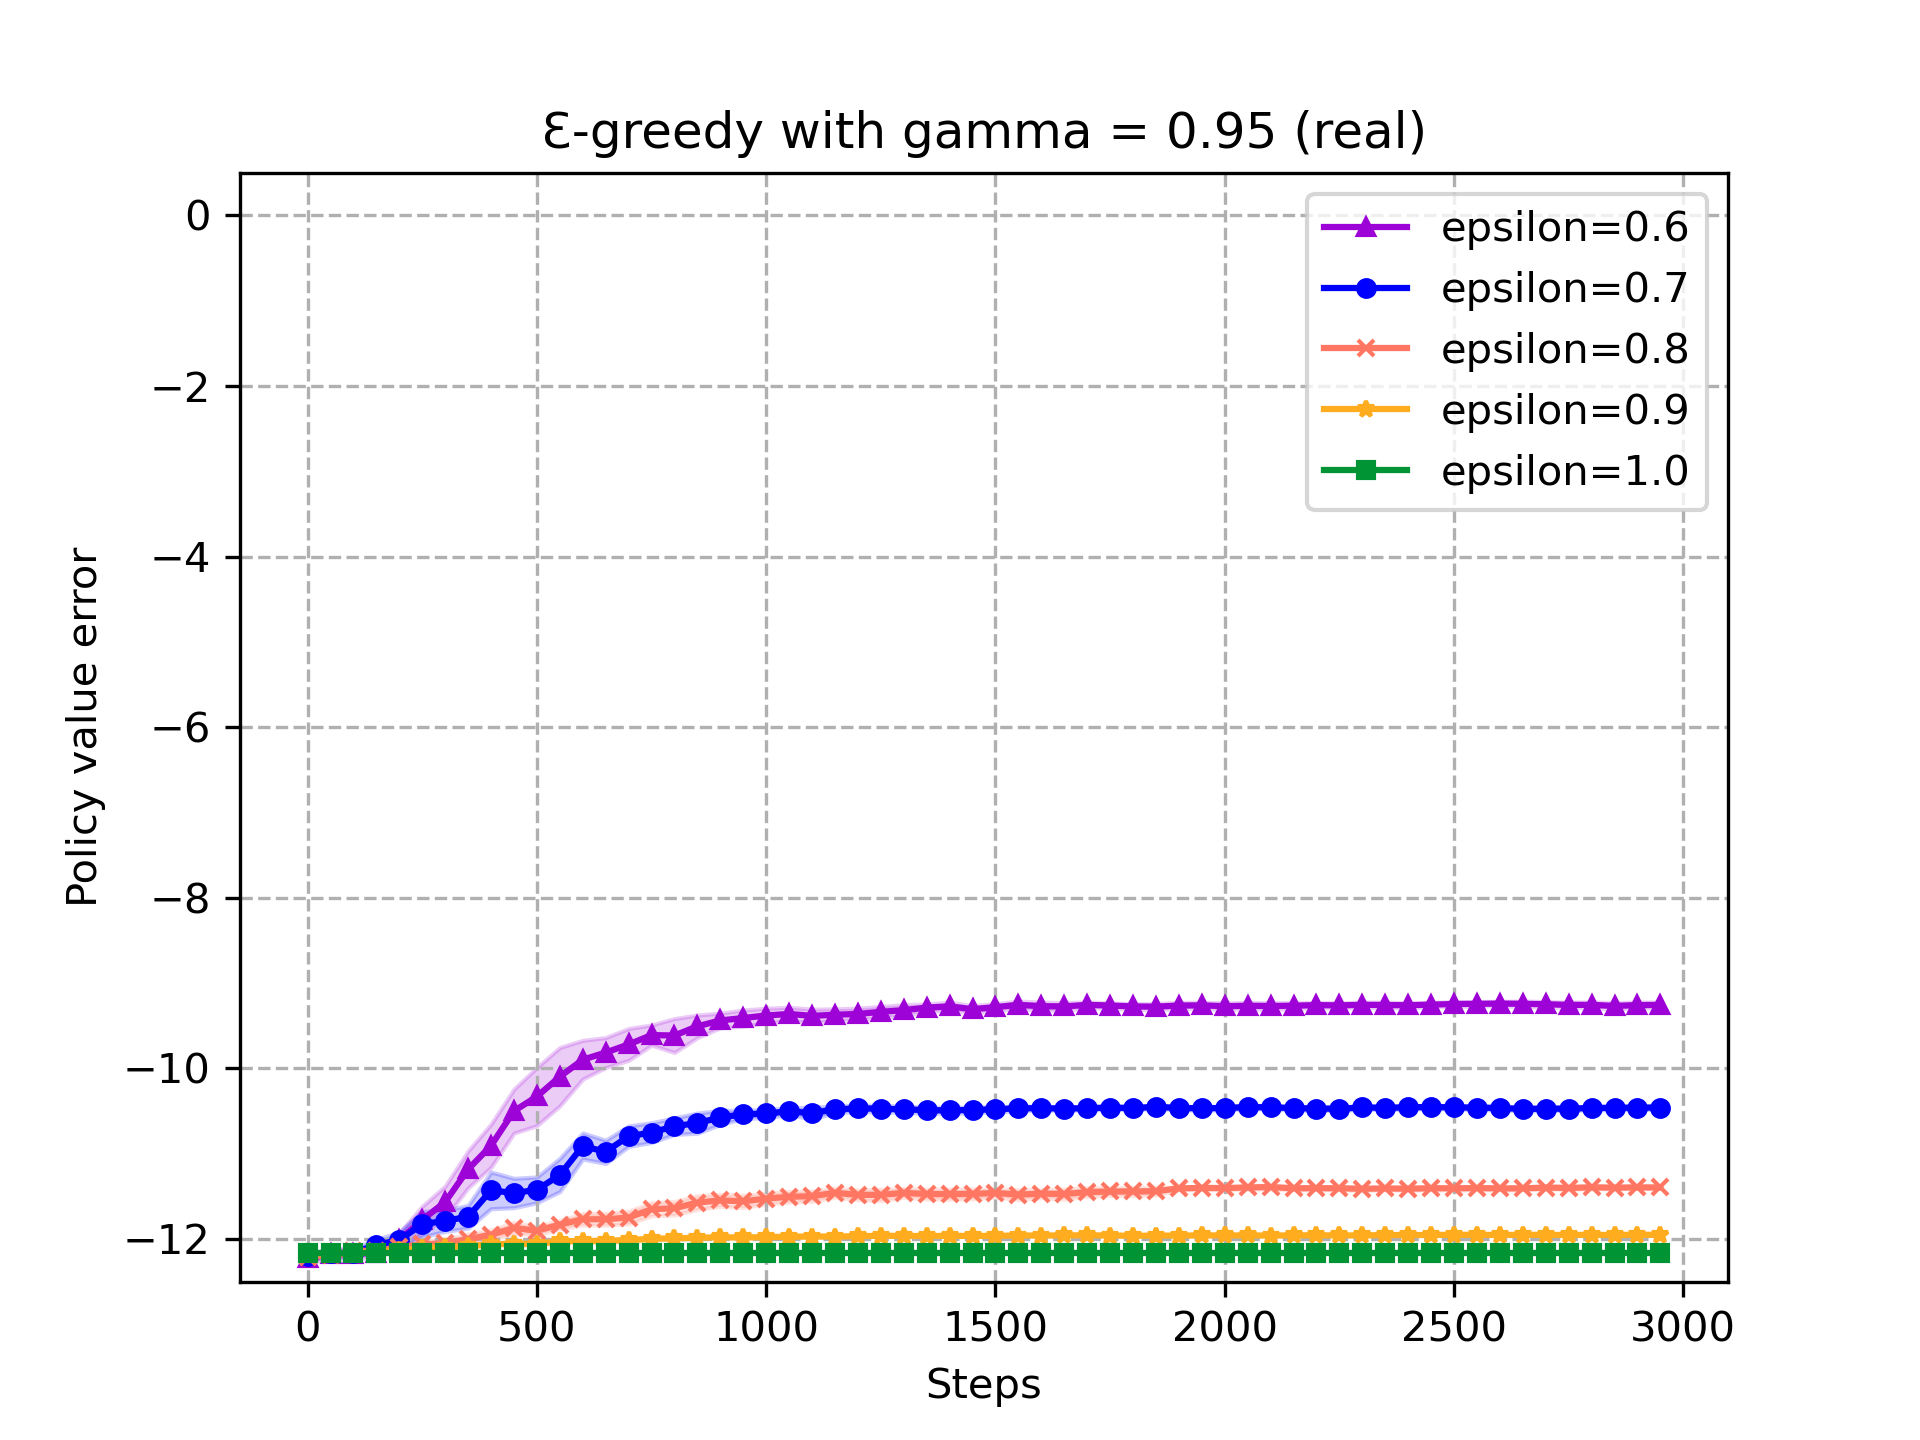 Ɛ-greedy with gamma = 0.95 (real)
epsilon=0.6
epsilon=0.7
epsilon=0.8
epsilon=0.9
epsilon=1.0
Policy value error
0
−2
−4
−6
−8
−10
−12
0 500 1000 1500 2000 2500 3000
Steps